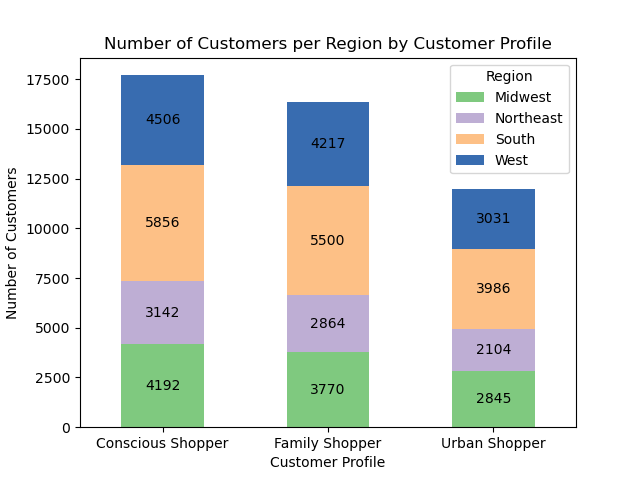 Number of Customers per Region by Customer Profile
Number of Customers
17500
15000
12500
10000
7500
5000
2500
0
Region
Midwest
Northeast
South
West
4506
5856
3142
4192
4217
5500
2864
3770
3031
3986
2104
2845
Conscious Shopper
Family Shopper
Urban Shopper
Customer Profile